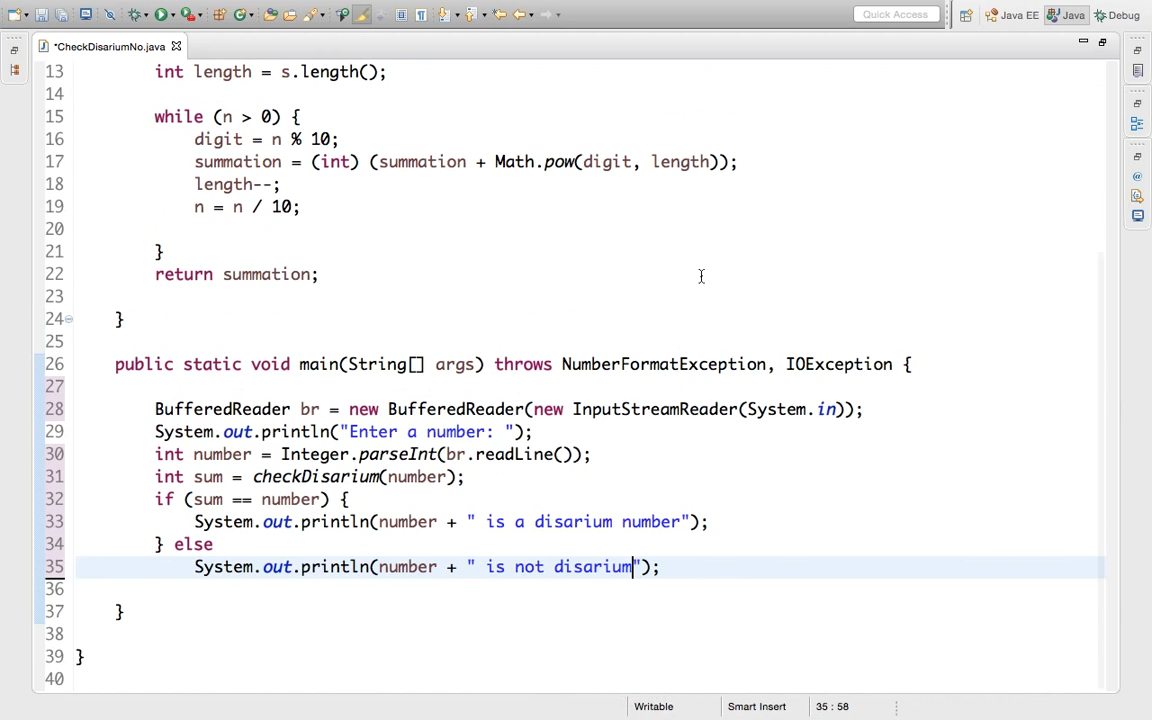 Quick Access
Java EE
Java
Debug
*CheckDisariumNo.java
13 int length = s.length();
14
15 while (n > 0) {
16 digit = n % 10;
17 summation = (int) (summation + Math.pow(digit, length));
18 length--;
19 n = n / 10;
20
21 }
22 return summation;
23
24 }
25
26 public static void main(String[] args) throws NumberFormatException, IOException {
27
28 BufferedReader br = new BufferedReader(new InputStreamReader(System.in));
29 System.out.println("Enter a number: ");
30 int number = Integer.parseInt(br.readLine());
31 int sum = checkDisarium(number);
32 if (sum == number) {
33 System.out.println(number + " is a disarium number");
34 } else
35 System.out.println(number + " is not disarium");
36
37 }
38
39 }
40
Writable
Smart Insert
35 : 58